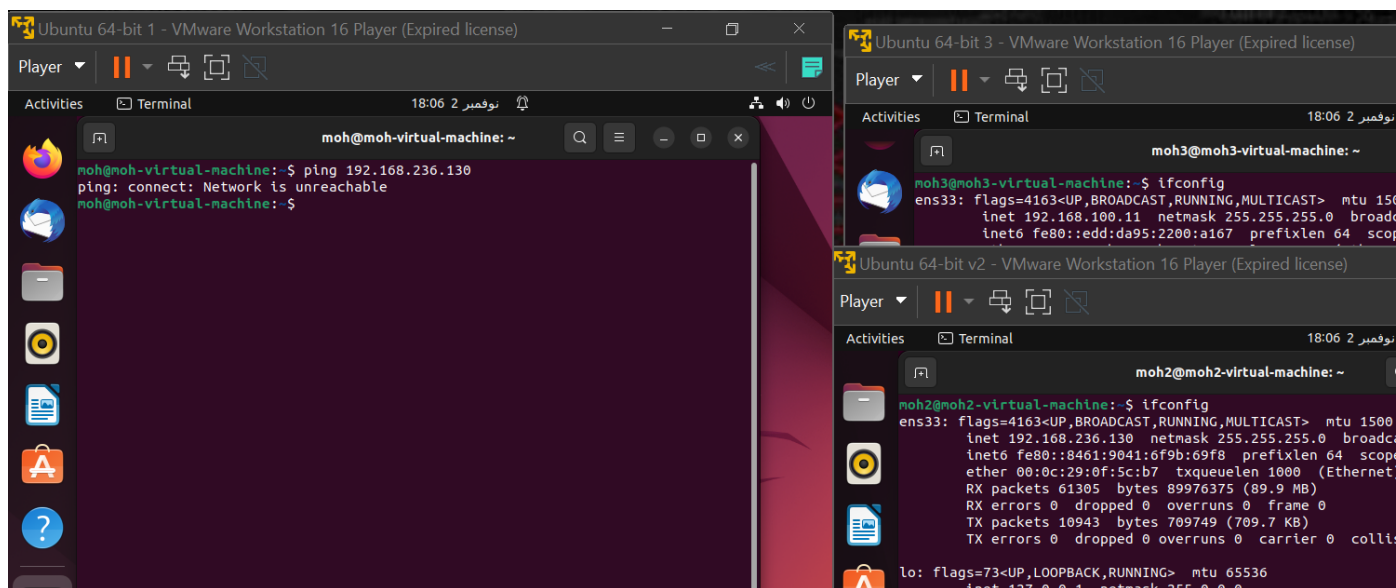 Ubuntu 64-bit 1 - VMware Workstation 16 Player (Expired license)
Player
Activities Terminal 18:06 2 نوفمبر
moh@moh-virtual-machine: ~
moh@moh-virtual-machine:~$ ping 192.168.236.130
ping: connect: Network is unreachable
moh@moh-virtual-machine:~$
Ubuntu 64-bit 3 - VMware Workstation 16 Player (Expired license)
Player
Activities Terminal 18:06 2 نوفمبر
moh3@moh3-virtual-machine: ~
moh3@moh3-virtual-machine:~$ ifconfig
ens33: flags=4163<UP,BROADCAST,RUNNING,MULTICAST> mtu 150
inet 192.168.100.11 netmask 255.255.255.0 broadc
inet6 fe80::edd:da95:2200:a167 prefixlen 64 scop
Ubuntu 64-bit v2 - VMware Workstation 16 Player (Expired license)
Player
Activities Terminal 18:06 2 نوفمبر
moh2@moh2-virtual-machine: ~
moh2@moh2-virtual-machine:~$ ifconfig
ens33: flags=4163<UP,BROADCAST,RUNNING,MULTICAST> mtu 1500
inet 192.168.236.130 netmask 255.255.255.0 broadca
inet6 fe80::8461:9041:6f9b:69f8 prefixlen 64 scope
ether 00:0c:29:0f:5c:b7 txqueuelen 1000 (Ethernet)
RX packets 61305 bytes 89976375 (89.9 MB)
RX errors 0 dropped 0 overruns 0 frame 0
TX packets 10943 bytes 709749 (709.7 KB)
TX errors 0 dropped 0 overruns 0 carrier 0 collis
lo: flags=73<UP,LOOPBACK,RUNNING> mtu 65536